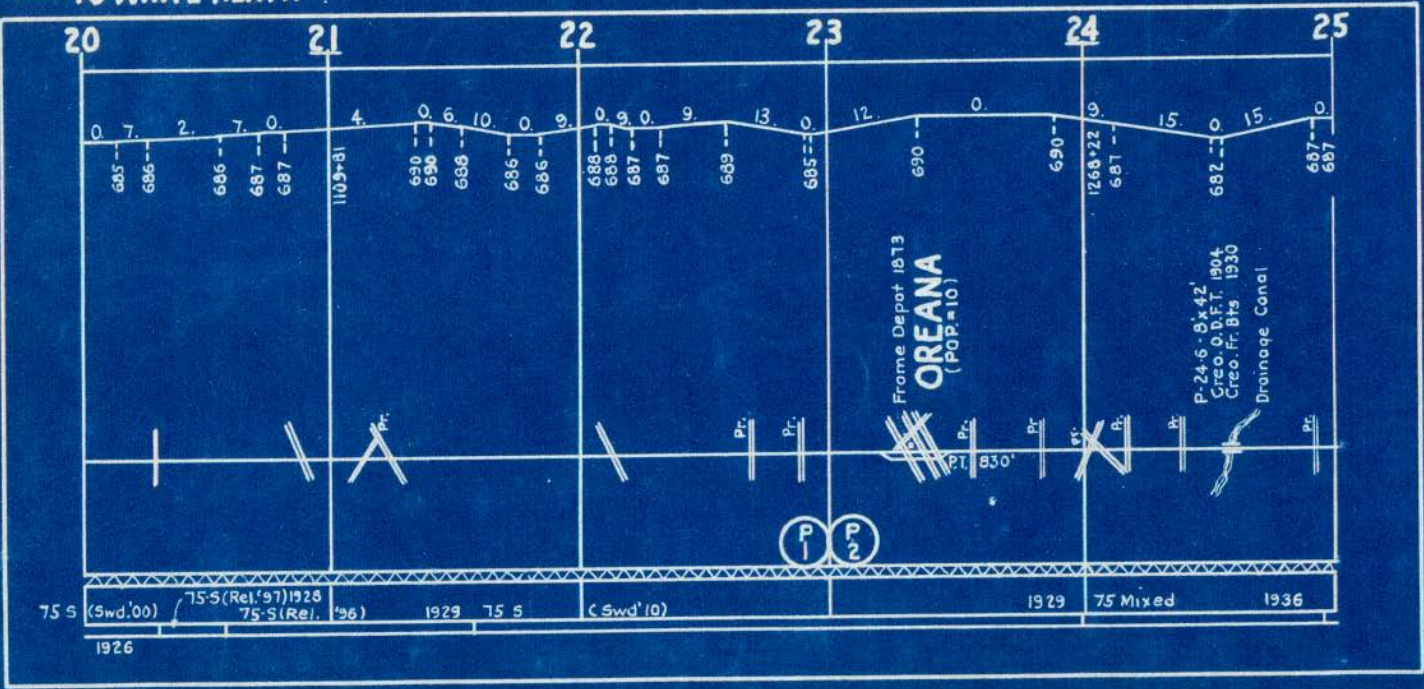 20 21 22 23 24 25
0. 7. 2. 7. 0. 4. 0. 6. 10. 0. 9. 0. 9. 0. 9. 13. 0. 12. 0. 9. 15. 0. 15. 0.
685 686 686 687 687 1109+81 690 690 688 686 686 688 688 687 687 689 685 690 690 1268+22 687 682 687 687
Frame Depot 1873
OREANA
(POP.=10)
P-24-6-8x42'
Creo. O.D.F.T. 1904
Creo. Fr. Bts 1930
Drainage Canal
Pr. Pr. Pr. Pr. Pr. Pr. Pr. Pr. Pr.
P.T. 830'
P
1
P
2
75 S (Swd.'00) 75-S (Rel.'97) 1928
75-S (Rel. '96) 1929 75 S (Swd'10) 1929 75 Mixed 1936
1926